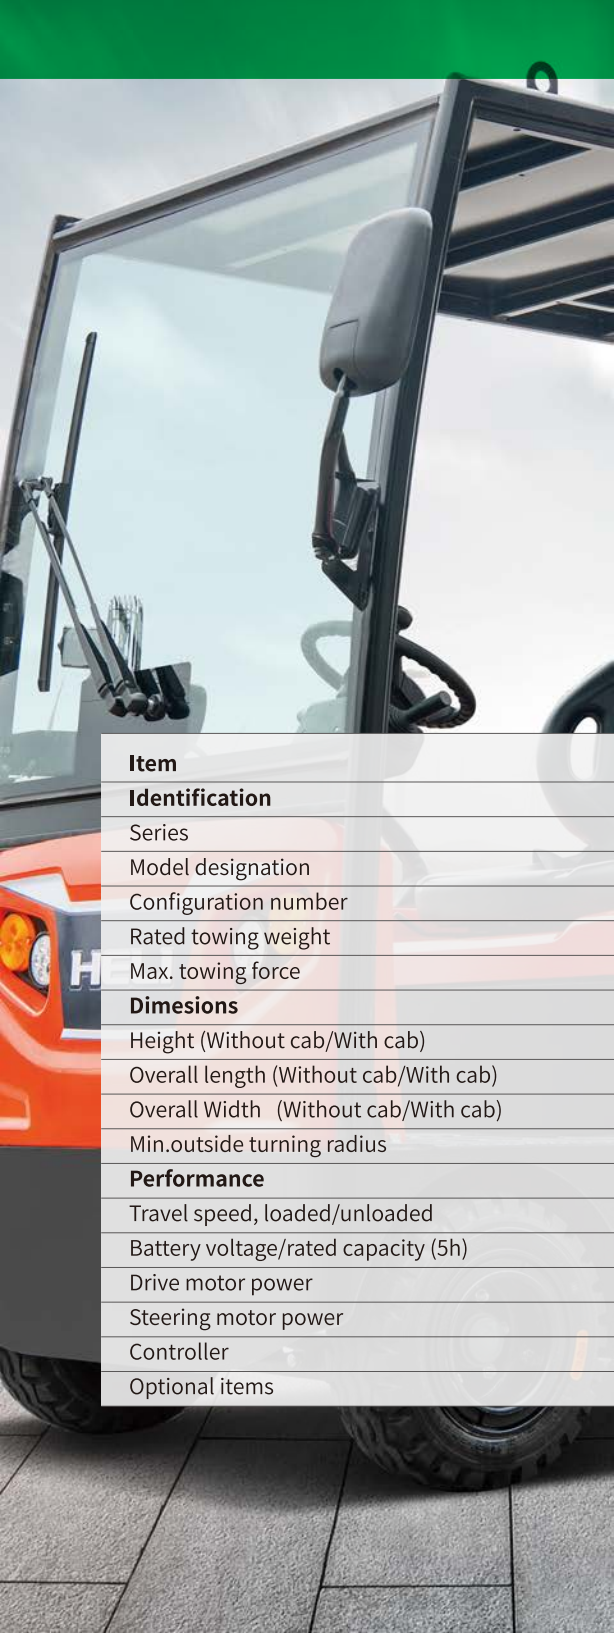 HELI
Item
Identification
Series
Model designation
Configuration number
Rated towing weight
Max. towing force
Dimesions
Height (Without cab/With cab)
Overall length (Without cab/With cab)
Overall Width (Without cab/With cab)
Min.outside turning radius
Performance
Travel speed, loaded/unloaded
Battery voltage/rated capacity (5h)
Drive motor power
Steering motor power
Controller
Optional items